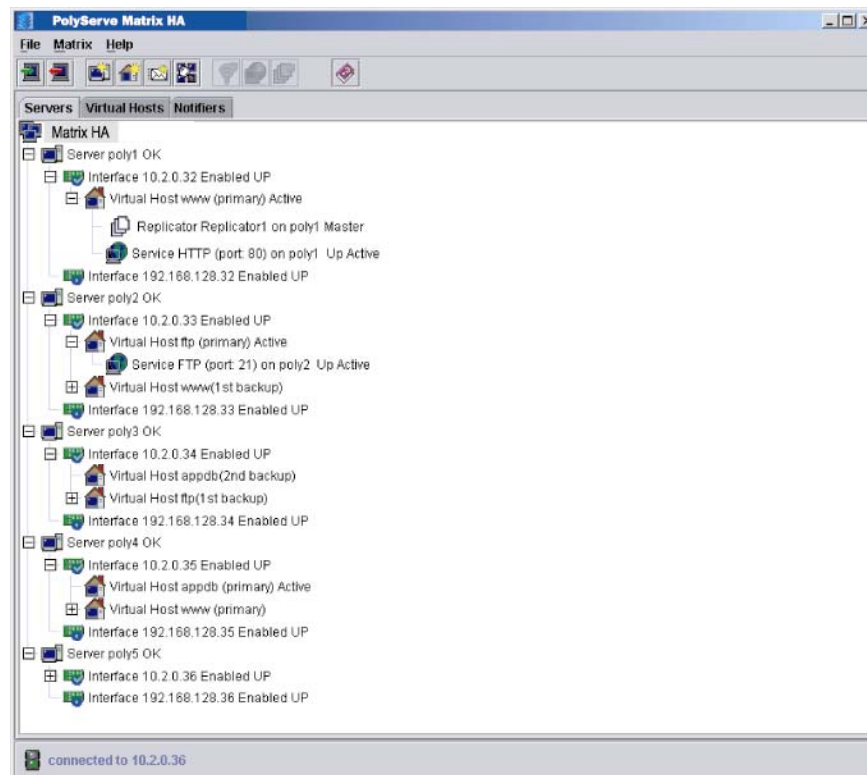 PolyServe Matrix HA
File Matrix Help
Servers Virtual Hosts Notifiers
Matrix HA
Server poly1 OK
Interface 10.2.0.32 Enabled UP
Virtual Host www (primary) Active
Replicator Replicator1 on poly1 Master
Service HTTP (port: 80) on poly1 Up Active
Interface 192.168.128.32 Enabled UP
Server poly2 OK
Interface 10.2.0.33 Enabled UP
Virtual Host ftp (primary) Active
Service FTP (port: 21) on poly2 Up Active
Virtual Host www(1st backup)
Interface 192.168.128.33 Enabled UP
Server poly3 OK
Interface 10.2.0.34 Enabled UP
Virtual Host appdb(2nd backup)
Virtual Host ftp(1st backup)
Interface 192.168.128.34 Enabled UP
Server poly4 OK
Interface 10.2.0.35 Enabled UP
Virtual Host appdb (primary) Active
Virtual Host www (primary)
Interface 192.168.128.35 Enabled UP
Server poly5 OK
Interface 10.2.0.36 Enabled UP
Interface 192.168.128.36 Enabled UP
connected to 10.2.0.36